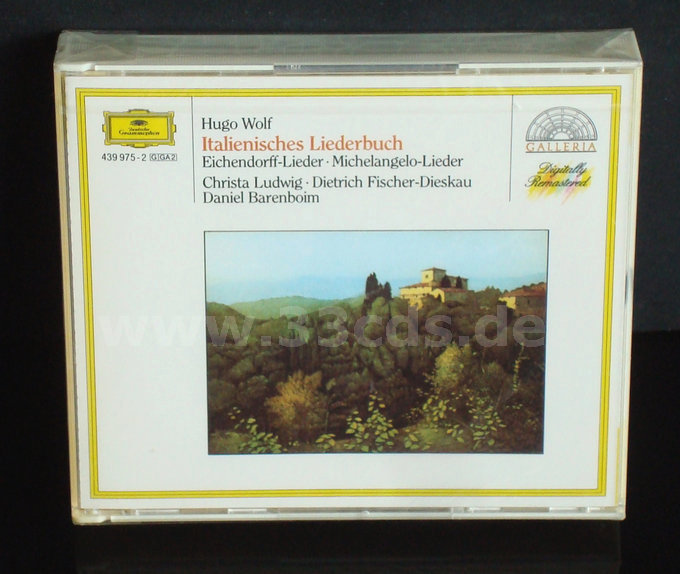 Deutsche
Grammophon
439 975-2 GGA2
Hugo Wolf
Italienisches Liederbuch
Eichendorff-Lieder · Michelangelo-Lieder
Christa Ludwig · Dietrich Fischer-Dieskau
Daniel Barenboim
GALLERIA
Digitally
Remastered
www.33cds.de